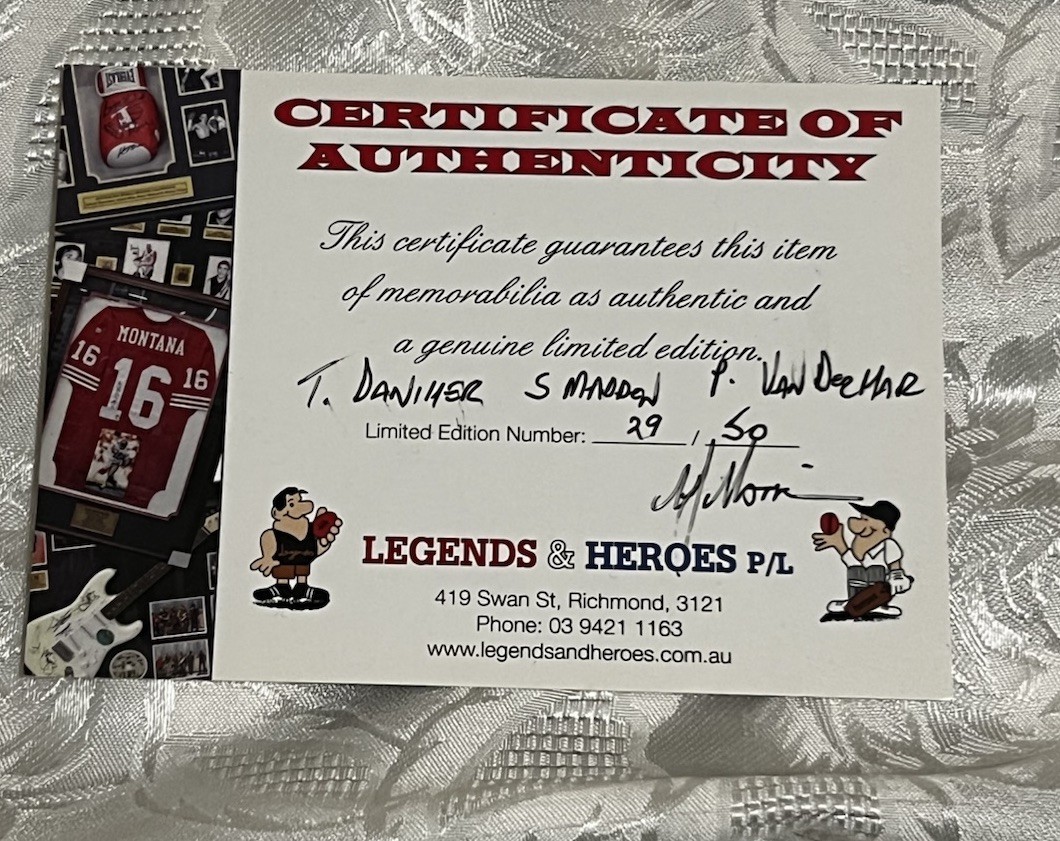 CERTIFICATE OF
AUTHENTICITY
This certificate guarantees this item
of memorabilia as authentic and
a genuine limited edition.
T. DANIHER S MADDEN P. VAN DER HAAR
Limited Edition Number: 29 / 50
LEGENDS & HEROES P/L
419 Swan St, Richmond, 3121
Phone: 03 9421 1163
www.legendsandheroes.com.au
EVERLAST
MONTANA
16 16 16